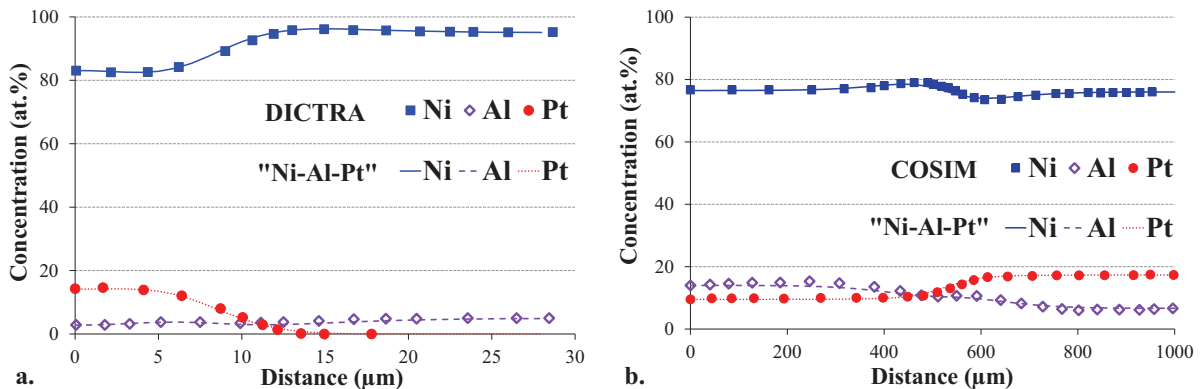 Concentration (at.%)
100
80
60
40
20
0
DICTRA Ni Al Pt
"Ni-Al-Pt" Ni Al Pt
0 5 10 15 20 25 30
a. Distance (µm)
Concentration (at.%)
100
80
60
40
20
0
COSIM Ni Al Pt
"Ni-Al-Pt" Ni Al Pt
0 200 400 600 800 1000
b. Distance (µm)